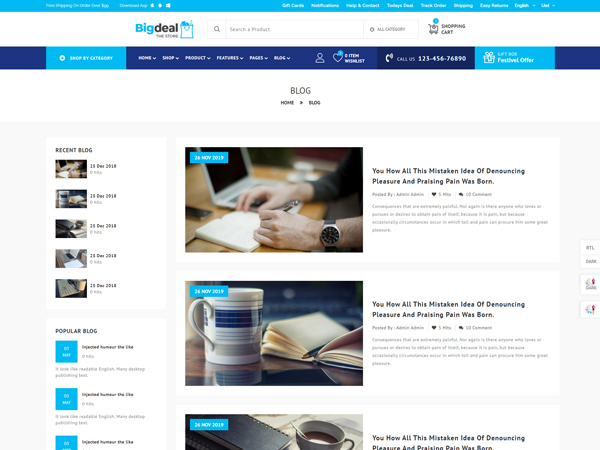 Free Shipping On Order Over $99
Download App
Gift Cards
Notifications
Help & Contact
Todays Deal
Track Order
Shipping
Easy Returns
English
Usd
Bigdeal
THE STORE
Search a Product
ALL CATEGORY
0
SHOPPING
CART
SHOP BY CATEGORY
HOME
SHOP
PRODUCT
FEATURES
PAGES
BLOG
0 ITEM
WISHLIST
CALL US
123-456-76890
GIFT BOX
Festivel Offer
BLOG
HOME » BLOG
RECENT BLOG
25 Dec 2018
0 hits
25 Dec 2018
0 hits
25 Dec 2018
0 hits
25 Dec 2018
0 hits
25 Dec 2018
0 hits
POPULAR BLOG
03
MAY
Injected humour the like
0 hits
It look like readable English. Many desktop
publishing text.
03
MAY
Injected humour the like
0 hits
It look like readable English. Many desktop
publishing text.
03
Injected humour the like
26 NOV 2019
You How All This Mistaken Idea Of Denouncing
Pleasure And Praising Pain Was Born.
Posted By : Admin Admin
5 Hits
10 Comment
Consequences that are extremely painful. Nor again is there anyone who loves or
pursues or desires to obtain pain of itself, because it is pain, but because
occasionally circumstances occur in which toil and pain can procure him some great
pleasure.
26 NOV 2019
You How All This Mistaken Idea Of Denouncing
Pleasure And Praising Pain Was Born.
Posted By : Admin Admin
5 Hits
10 Comment
Consequences that are extremely painful. Nor again is there anyone who loves or
pursues or desires to obtain pain of itself, because it is pain, but because
occasionally circumstances occur in which toil and pain can procure him some great
pleasure.
26 NOV 2019
You How All This Mistaken Idea Of Denouncing
Pleasure And Praising Pain Was Born.
RTL
DARK